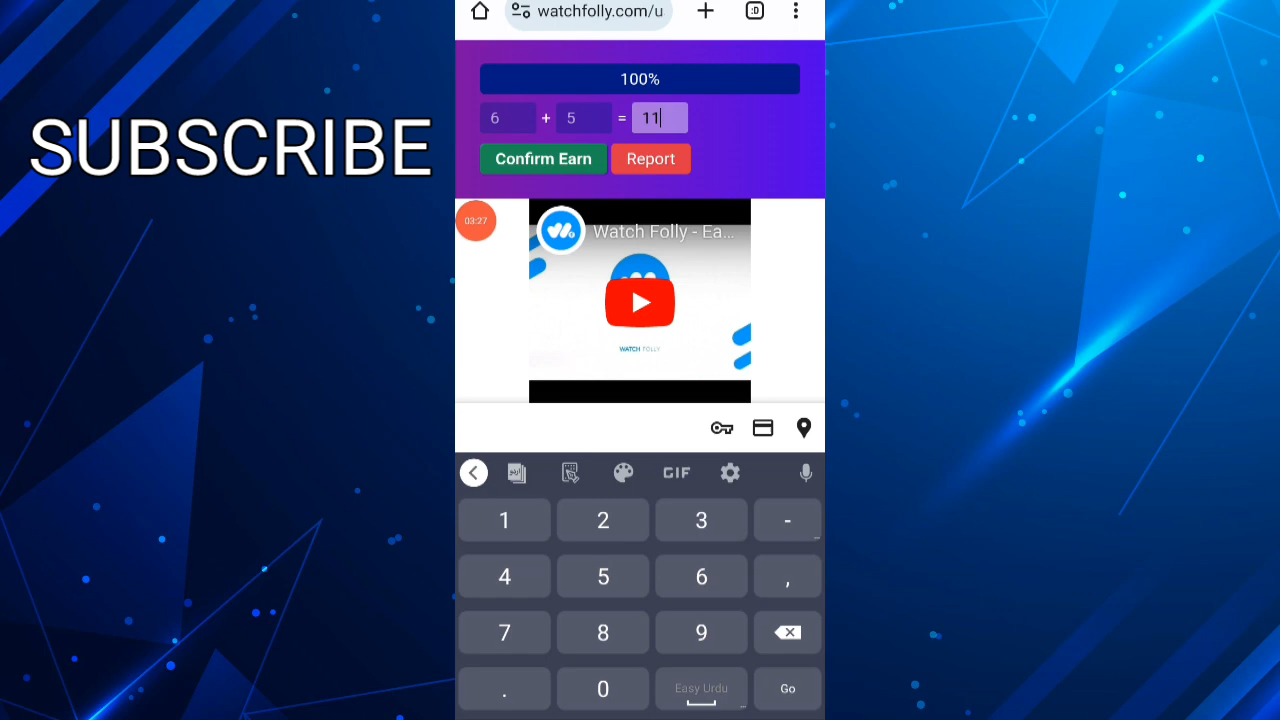 SUBSCRIBE
watchfolly.com/u
:D
100%
6 + 5 = 11
Confirm Earn Report
03:27
Watch Folly - Ea...
WATCH FOLLY
اردو
GIF
1 2 3 -
4 5 6 ,
7 8 9
. 0 Easy Urdu Go